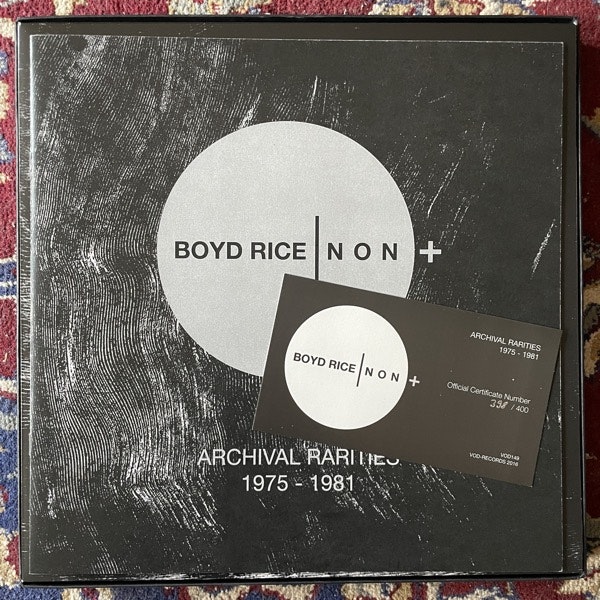 BOYD RICE | N O N +
ARCHIVAL RARITIES
1975 - 1981
BOYD RICE | N O N +
ARCHIVAL RARITIES
1975 - 1981
Official Certificate Number
/ 400
VOD149
VOD-RECORDS 2016